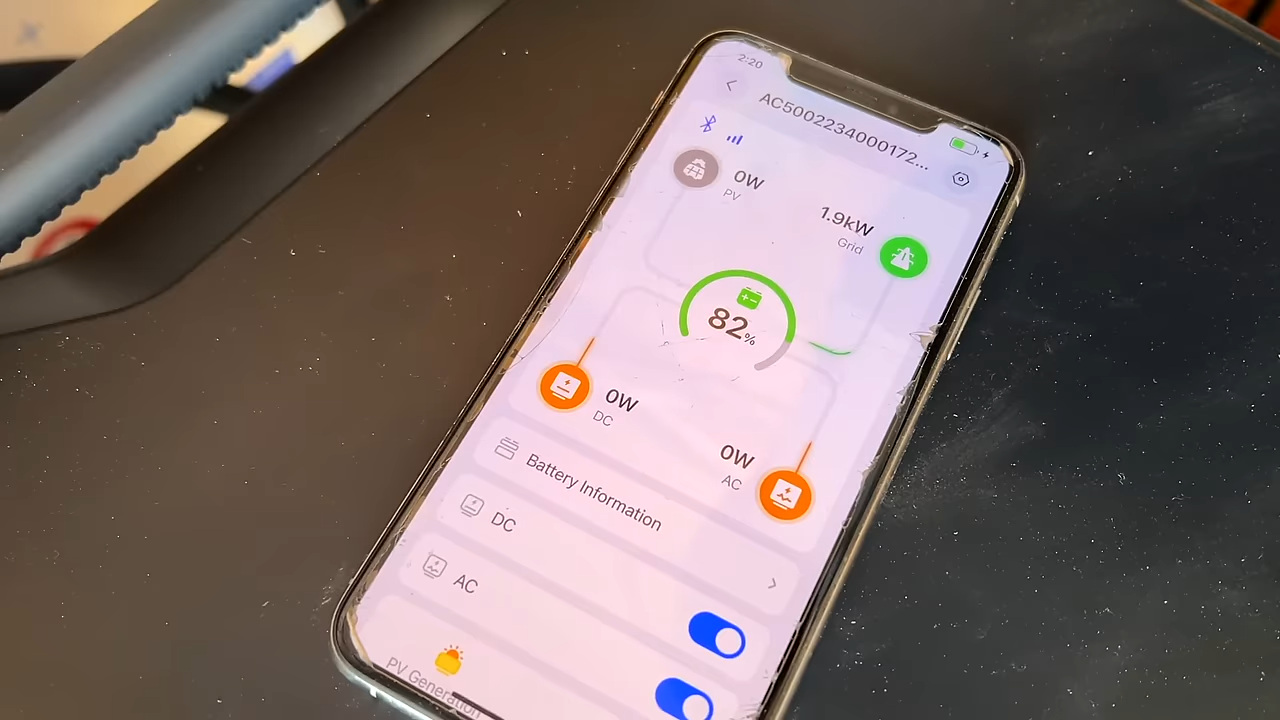 2:20
AC5002234000172...
0W
PV
1.9kW
Grid
82%
0W
DC
0W
AC
Battery Information
DC
AC
PV Generation